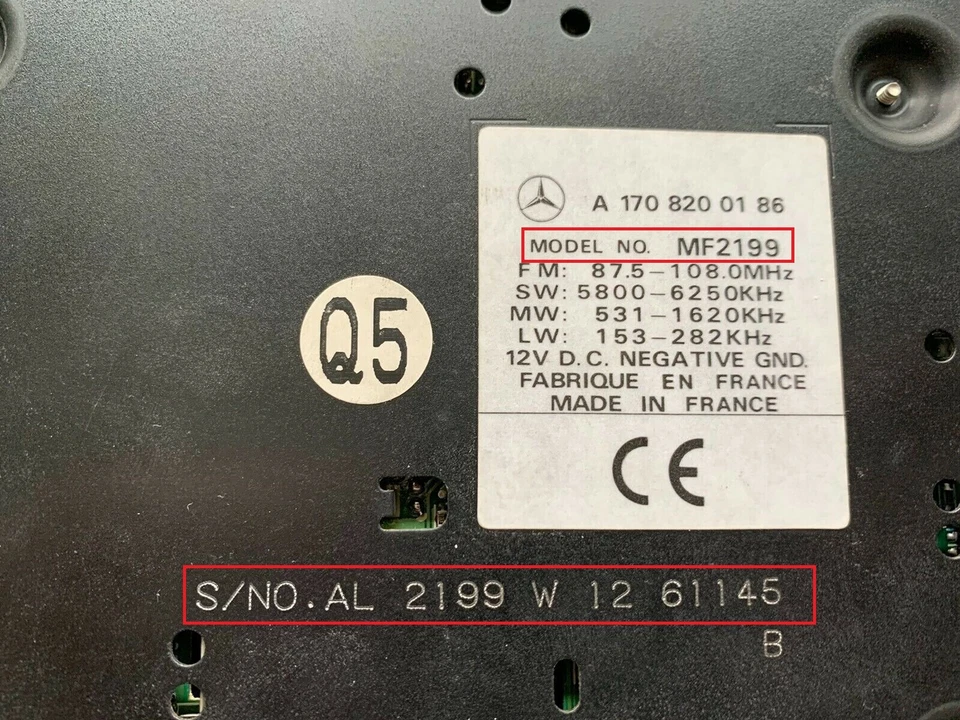 A 170 820 01 86
MODEL NO. MF2199
FM: 87.5-108.0MHz
SW: 5800-6250KHz
MW: 531-1620KHz
LW: 153-282KHz
12V D.C. NEGATIVE GND.
FABRIQUE EN FRANCE
MADE IN FRANCE
CE
Q5
S/NO.AL 2199 W 12 61145
B